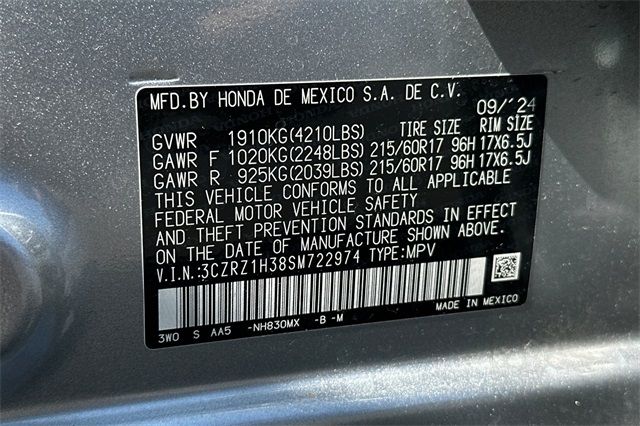 MFD.BY HONDA DE MEXICO S.A. DE C.V. 09/'24
GVWR 1910KG(4210LBS) TIRE SIZE RIM SIZE
GAWR F 1020KG(2248LBS) 215/60R17 96H 17X6.5J
GAWR R 925KG(2039LBS) 215/60R17 96H 17X6.5J
THIS VEHICLE CONFORMS TO ALL APPLICABLE
FEDERAL MOTOR VEHICLE SAFETY
AND THEFT PREVENTION STANDARDS IN EFFECT
ON THE DATE OF MANUFACTURE SHOWN ABOVE.
V.I.N.:3CZRZ1H38SM722974 TYPE:MPV
3W0 S AA5 -NH830MX -B -M MADE IN MEXICO